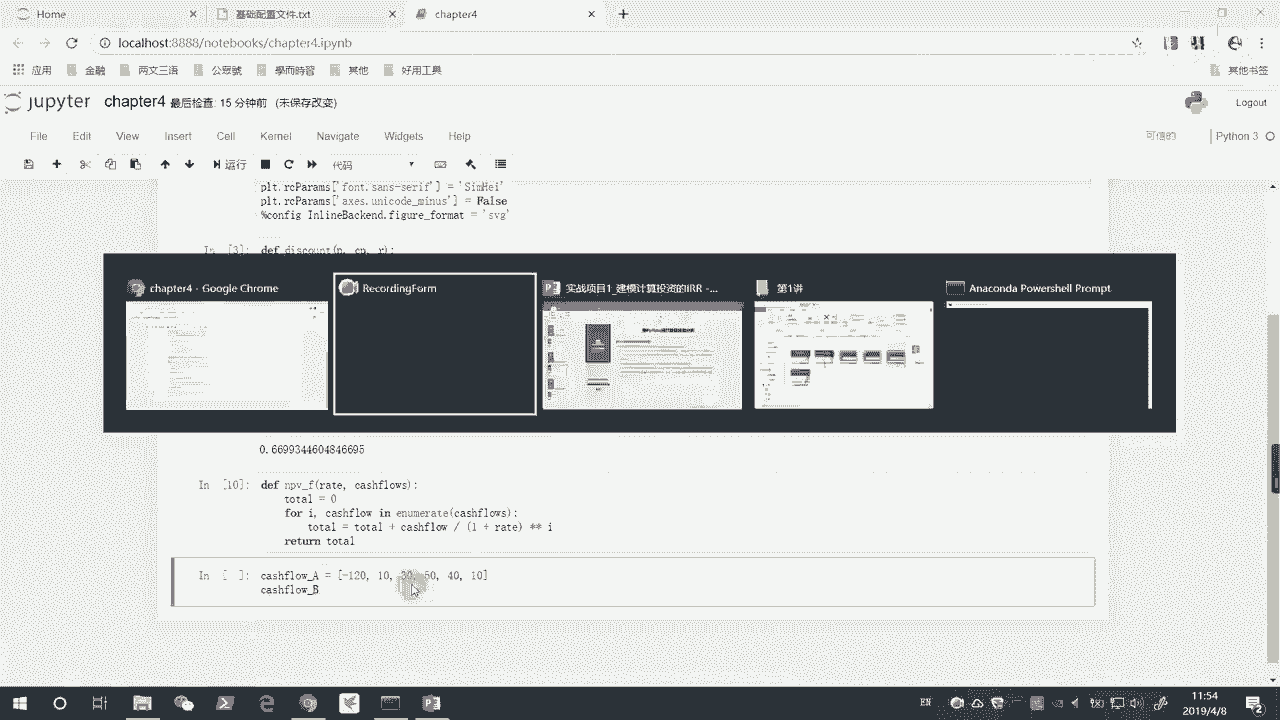 Home
基础配置文件.txt
chapter4
localhost:8888/notebooks/chapter4.ipynb
应用
金融
两文三语
公眾號
學而時習
其他
好用工具
其他书签
jupyter chapter4 最后检查: 15 分钟前 (未保存改变)
Logout
File Edit View Insert Cell Kernel Navigate Widgets Help
可信的
Python 3
运行
代码
plt.rcParams['font.sans-serif'] = 'SimHei'
plt.rcParams['axes.unicode_minus'] = False
%config InlineBackend.figure_format = 'svg'
In [3]: def discount(n, cp, r):
chapter4 - Google Chrome
RecordingForm
实战项目1_建模计算投资的IRR -...
第1讲
Anaconda Powershell Prompt
0.6699344604846695
In [10]: def npv_f(rate, cashflows):
total = 0
for i, cashflow in enumerate(cashflows):
total = total + cashflow / (1 + rate) ** i
return total
In [ ]: cashflow_A = [-120, 10, 50, 40, 10]
cashflow_B
EN
11:54
2019/4/8
2